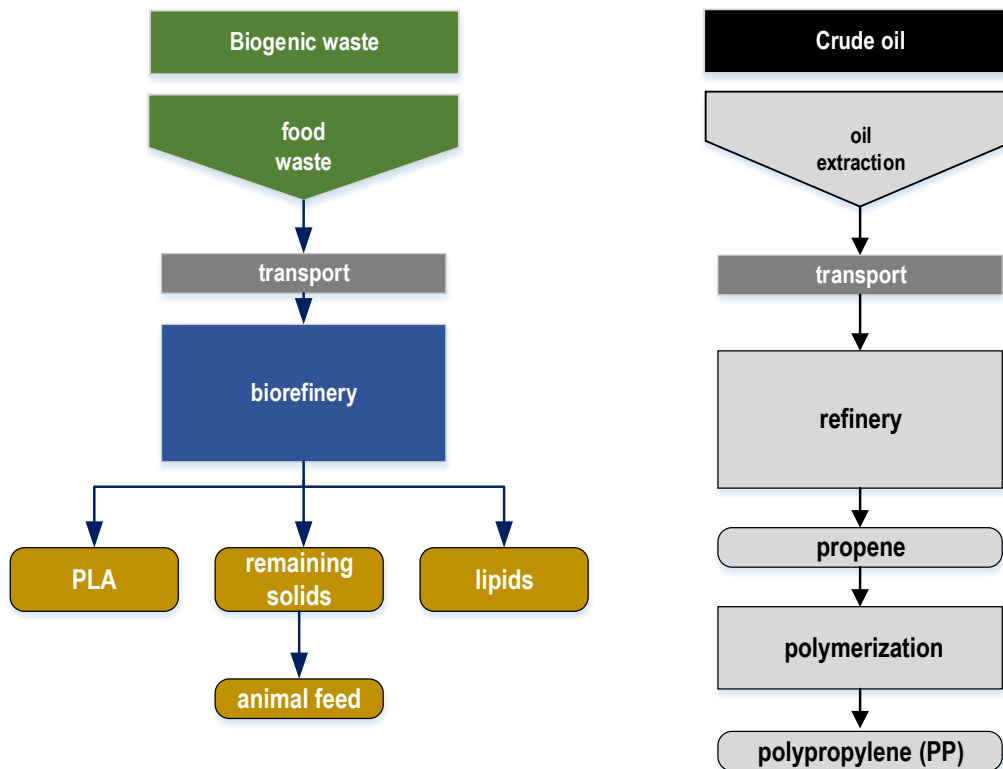 Biogenic waste
food
waste
transport
biorefinery
PLA
remaining
solids
lipids
animal feed
Crude oil
oil
extraction
transport
refinery
propene
polymerization
polypropylene (PP)